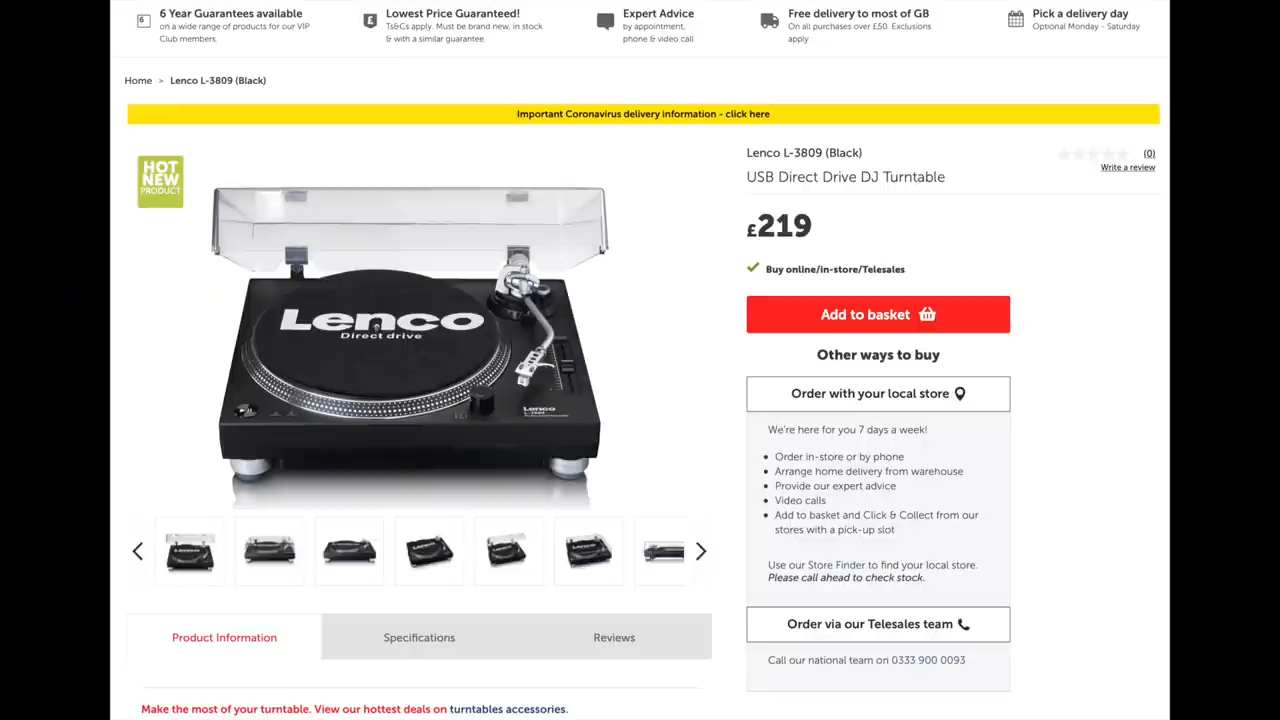 6
6 Year Guarantees available
on a wide range of products for our VIP
Club members.
£
Lowest Price Guaranteed!
Ts&Cs apply. Must be brand new, in stock
& with a similar guarantee.
Expert Advice
by appointment,
phone & video call
Free delivery to most of GB
On all purchases over £50. Exclusions
apply
Pick a delivery day
Optional Monday - Saturday
Home > Lenco L-3809 (Black)
Important Coronavirus delivery information - click here
HOT
NEW
PRODUCT
Lenco
Direct drive
Lenco
L-3809
Lenco L-3809 (Black)
(0)
Write a review
USB Direct Drive DJ Turntable
£219
Buy online/in-store/Telesales
Add to basket
Other ways to buy
Order with your local store
We're here for you 7 days a week!
• Order in-store or by phone
• Arrange home delivery from warehouse
• Provide our expert advice
• Video calls
• Add to basket and Click & Collect from our
stores with a pick-up slot
Use our Store Finder to find your local store.
Please call ahead to check stock.
Order via our Telesales team
Call our national team on 0333 900 0093
Product Information
Specifications
Reviews
Make the most of your turntable. View our hottest deals on turntables accessories.